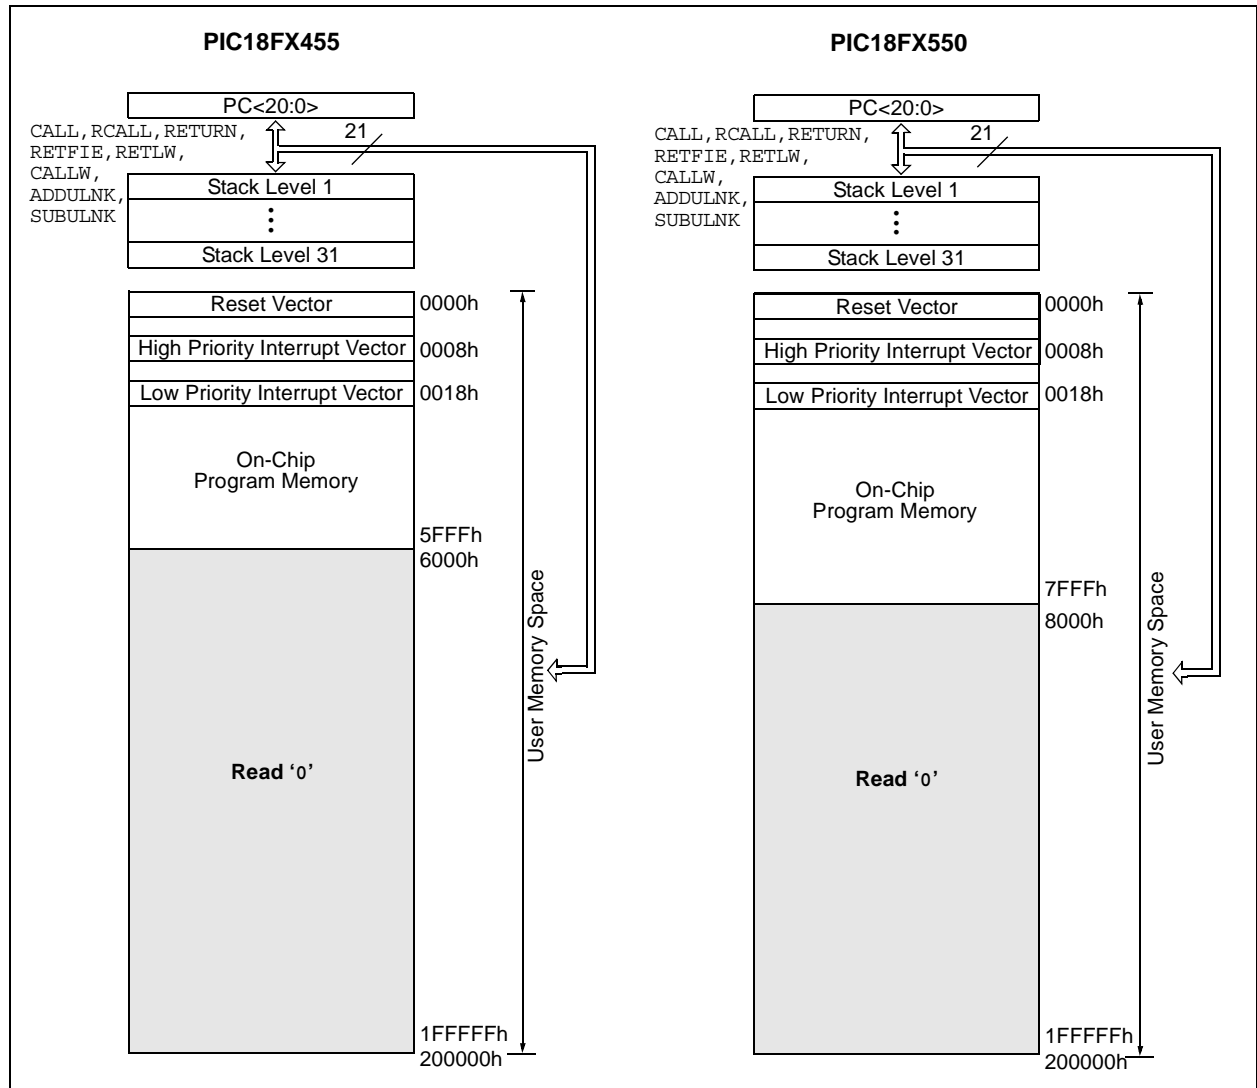 PIC18FX455
PC<20:0>
CALL,RCALL,RETURN,
RETFIE,RETLW,
CALLW,
ADDULNK,
SUBULNK
21
Stack Level 1
⋮
Stack Level 31
Reset Vector
0000h
High Priority Interrupt Vector
0008h
Low Priority Interrupt Vector
0018h
On-Chip
Program Memory
5FFFh
6000h
Read ‘0’
1FFFFFh
200000h
User Memory Space
PIC18FX550
PC<20:0>
CALL,RCALL,RETURN,
RETFIE,RETLW,
CALLW,
ADDULNK,
SUBULNK
21
Stack Level 1
⋮
Stack Level 31
Reset Vector
0000h
High Priority Interrupt Vector
0008h
Low Priority Interrupt Vector
0018h
On-Chip
Program Memory
7FFFh
8000h
Read ‘0’
1FFFFFh
200000h
User Memory Space